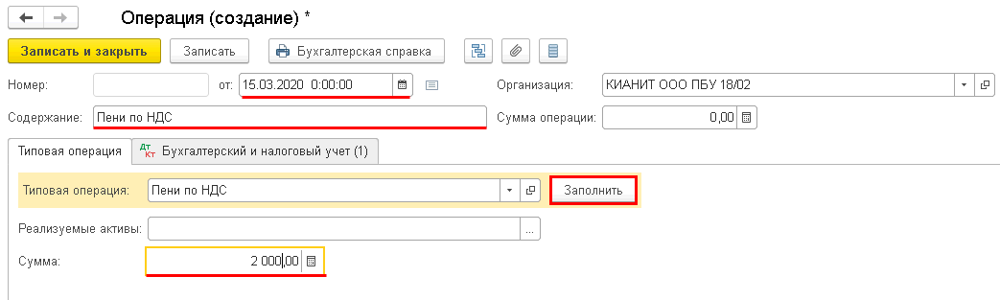 Операция (создание) *
Записать и закрыть Записать Бухгалтерская справка
Номер: от: 15.03.2020 0:00:00 Организация: КИАНИТ ООО ПБУ 18/02
Содержание: Пени по НДС Сумма операции: 0,00
Типовая операция Дт Кт Бухгалтерский и налоговый учет (1)
Типовая операция: Пени по НДС Заполнить
Реализуемые активы: ...
Сумма: 2 000,00